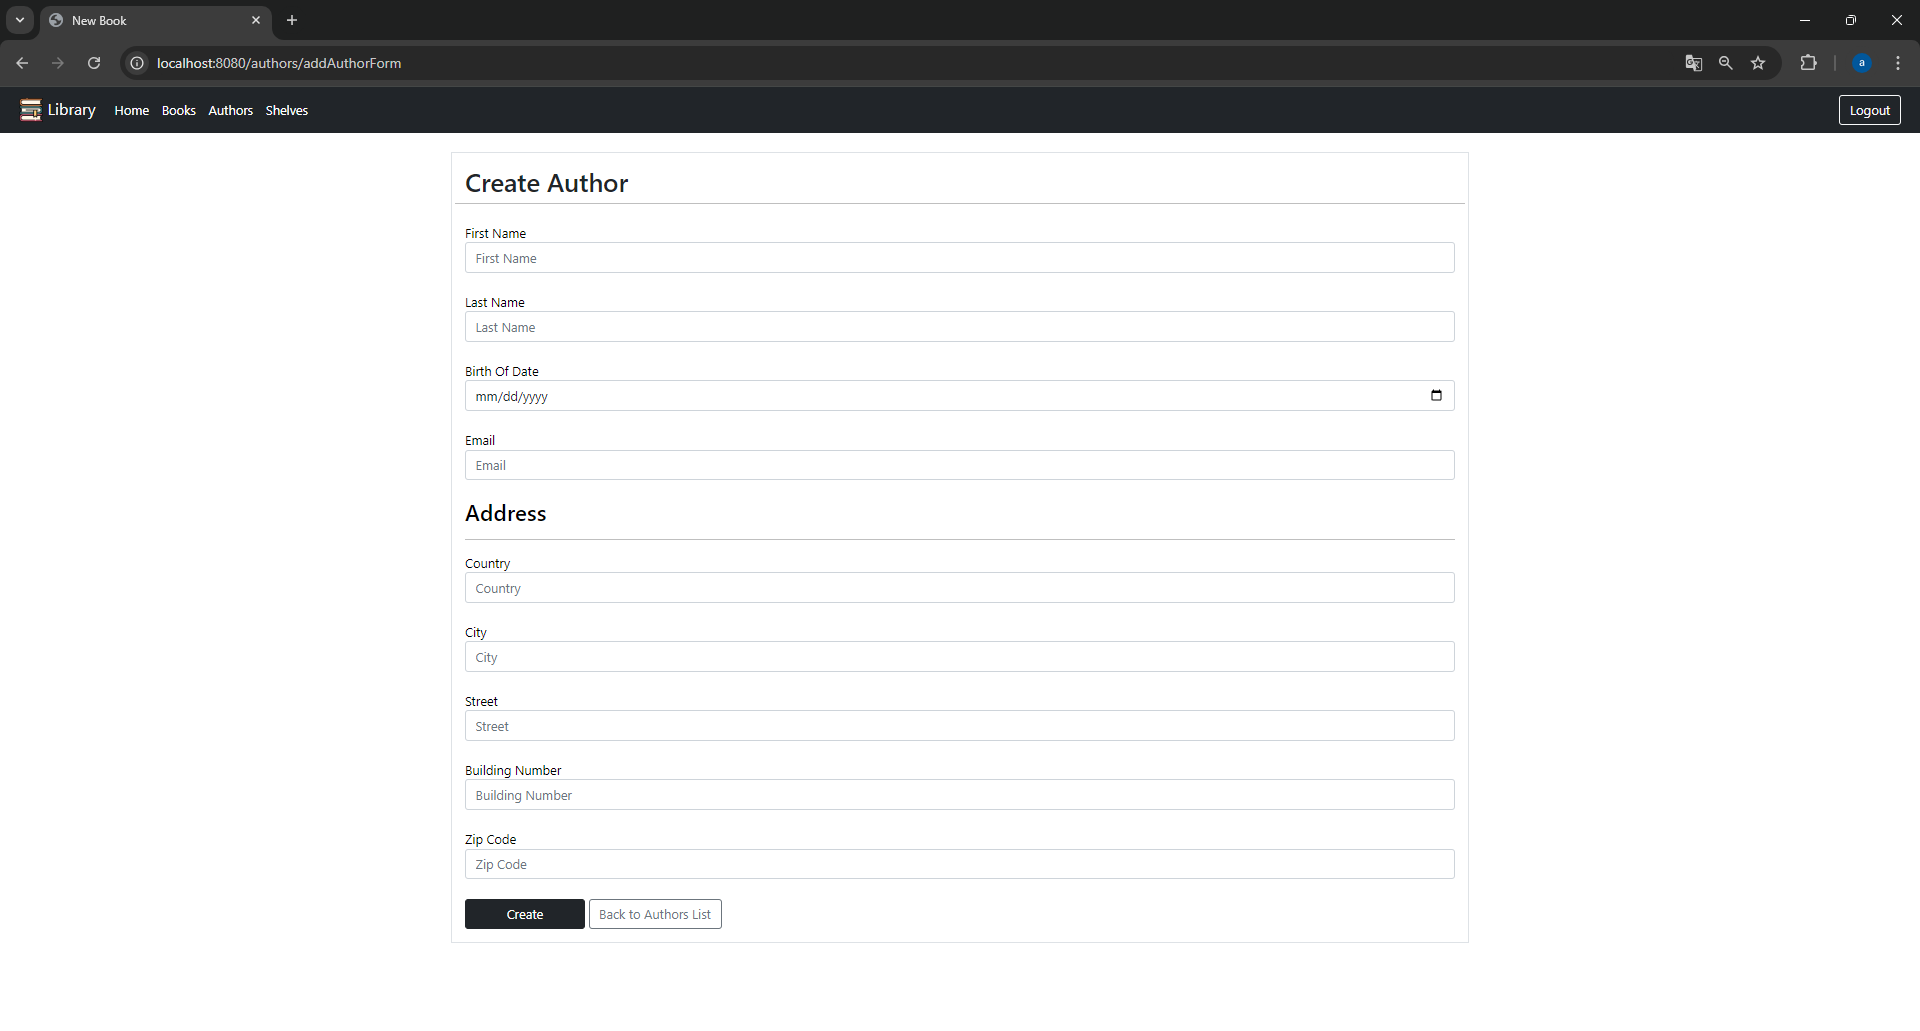 New Book
localhost:8080/authors/addAuthorForm
a
Library Home Books Authors Shelves Logout
Create Author
First Name
First Name
Last Name
Last Name
Birth Of Date
mm/dd/yyyy
Email
Email
Address
Country
Country
City
City
Street
Street
Building Number
Building Number
Zip Code
Zip Code
Create Back to Authors List